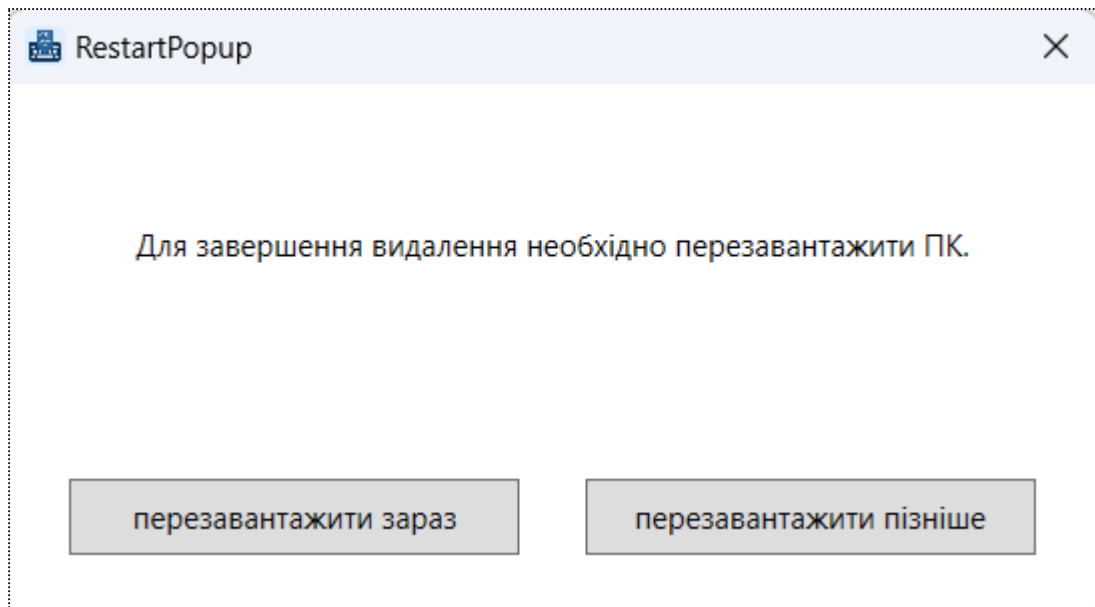 RestartPopup
Для завершення видалення необхідно перезавантажити ПК.
перезавантажити зараз
перезавантажити пізніше